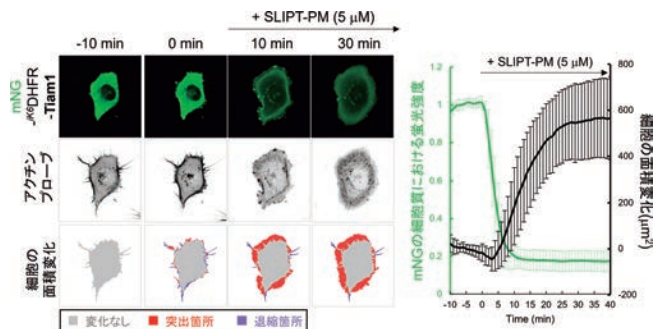 + SLIPT-PM (5 μM)
-10 min
0 min
10 min
30 min
mNG
-iK6DHFR
-Tiam1
アクチン
プローブ
細胞の
面積変化
変化なし
突出箇所
退縮箇所
+ SLIPT-PM (5 μM)
mNGの細胞質における蛍光強度
1.2
1
0.8
0.6
0.4
0.2
0
-10
-5
0
5
10
15
20
25
30
35
40
Time (min)
800
600
400
200
0
-200
細胞の面積変化(μm²)